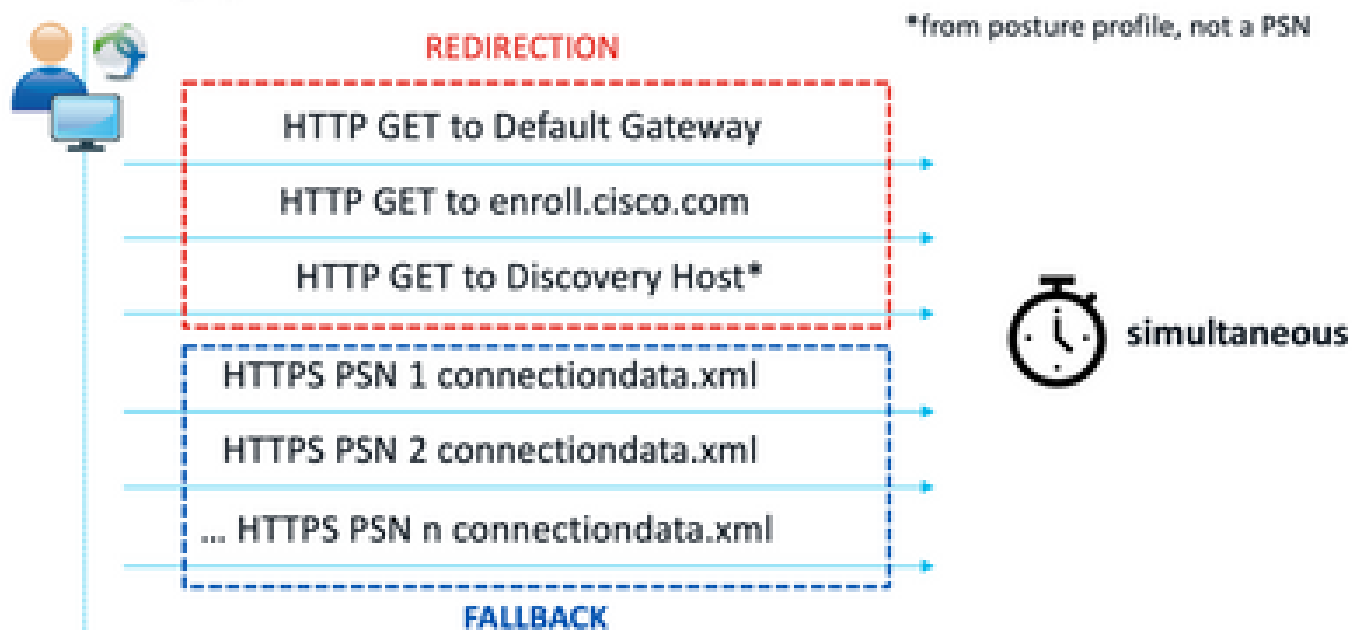 *from posture profile, not a PSN
REDIRECTION
HTTP GET to Default Gateway
HTTP GET to enroll.cisco.com
HTTP GET to Discovery Host*
simultaneous
HTTPS PSN 1 connectiondata.xml
HTTPS PSN 2 connectiondata.xml
... HTTPS PSN n connectiondata.xml
FALLBACK